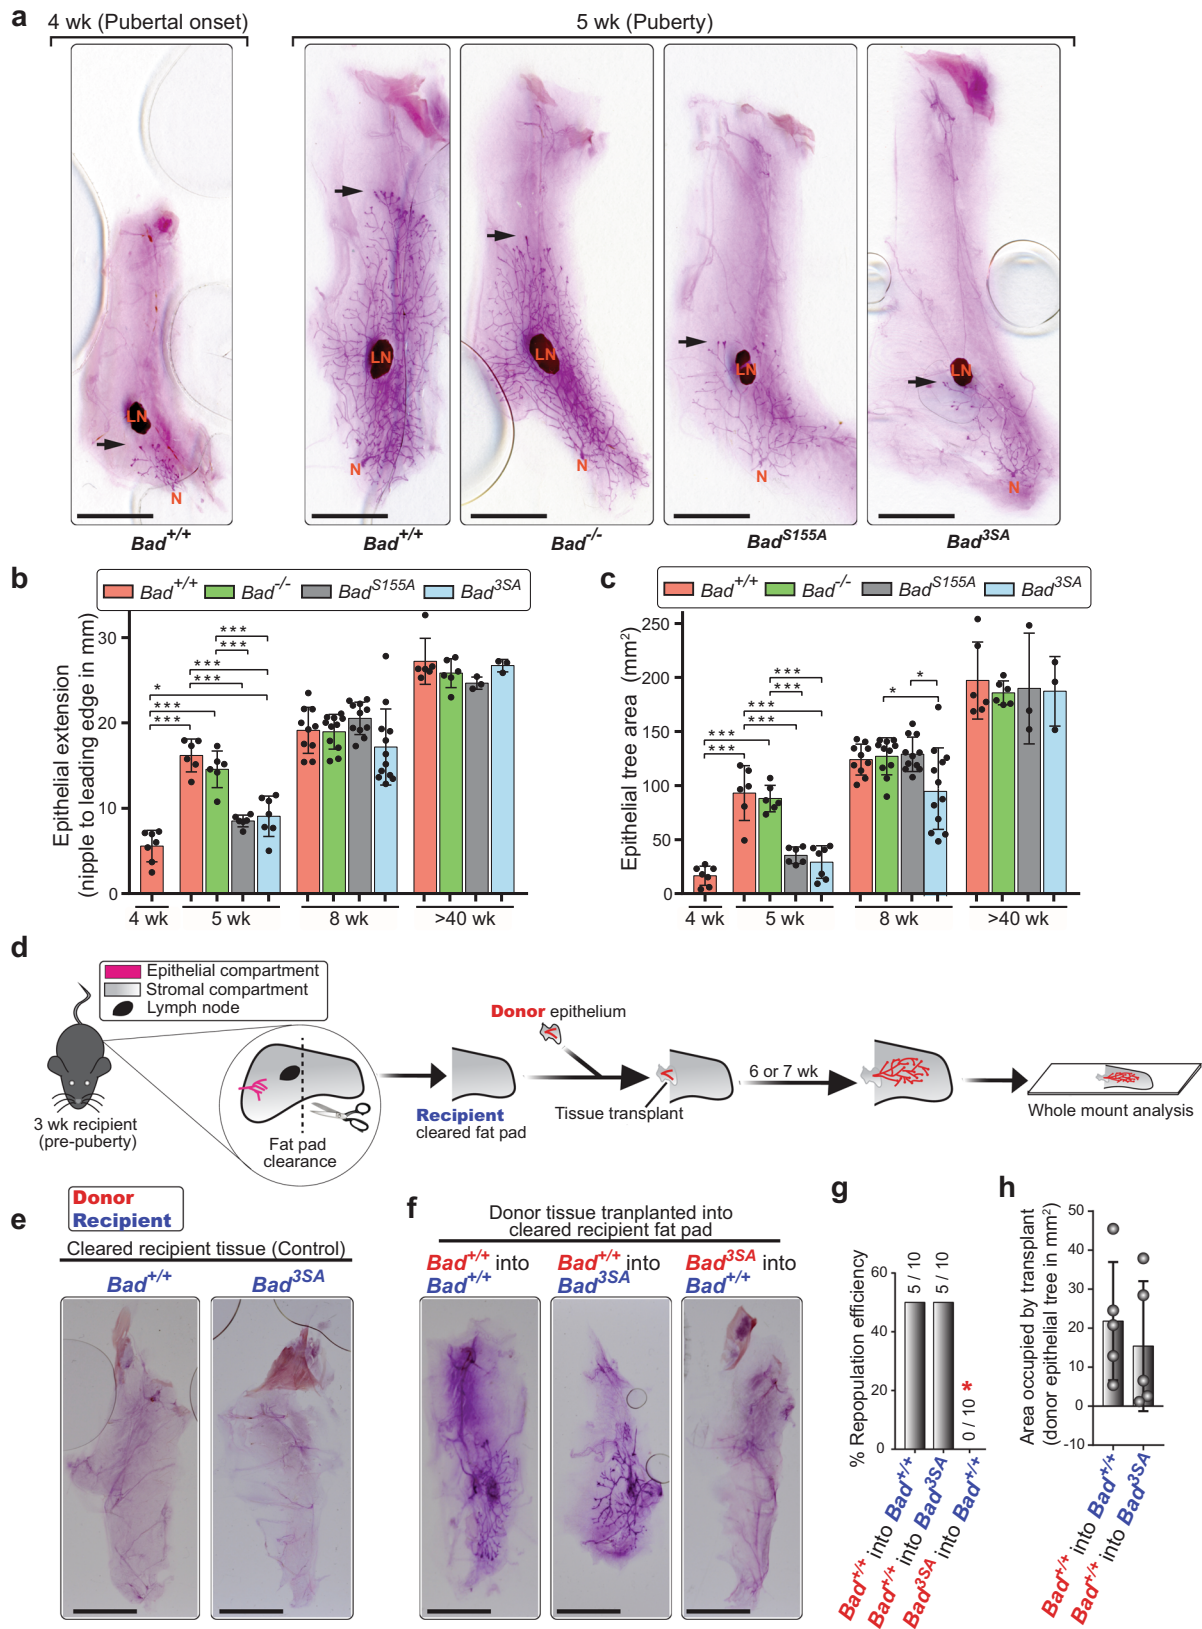 a
4 wk (Pubertal onset)
5 wk (Puberty)
LN
N
LN
N
LN
N
LN
N
LN
N
Bad+/+
Bad+/+
Bad-/-
BadS155A
Bad3SA
b
Bad+/+ Bad-/- BadS155A Bad3SA
Epithelial extension
(nipple to leading edge in mm)
30
20
10
0
***
***
***
***
*
***
***
4 wk 5 wk 8 wk >40 wk
c
Bad+/+ Bad-/- BadS155A Bad3SA
Epithelial tree area (mm2)
250
200
150
100
50
0
***
***
***
***
***
***
*
*
4 wk 5 wk 8 wk >40 wk
d
Epithelial compartment
Stromal compartment
Lymph node
3 wk recipient
(pre-puberty)
Fat pad
clearance
Recipient
cleared fat pad
Donor epithelium
Tissue transplant
6 or 7 wk
Whole mount analysis
Donor
Recipient
e
Cleared recipient tissue (Control)
Bad+/+ Bad3SA
f
Donor tissue tranplanted into
cleared recipient fat pad
Bad+/+ into
Bad+/+
Bad+/+ into
Bad3SA
Bad3SA into
Bad+/+
g
% Repopulation efficiency
60
40
20
0
5 / 10
5 / 10
0 / 10
*
Bad+/+ into Bad+/+
Bad+/+ into Bad3SA
Bad3SA into Bad+/+
h
Area occupied by transplant
(donor epithelial tree in mm2)
50
40
30
20
10
0
-10
Bad+/+ into Bad+/+
Bad+/+ into Bad3SA